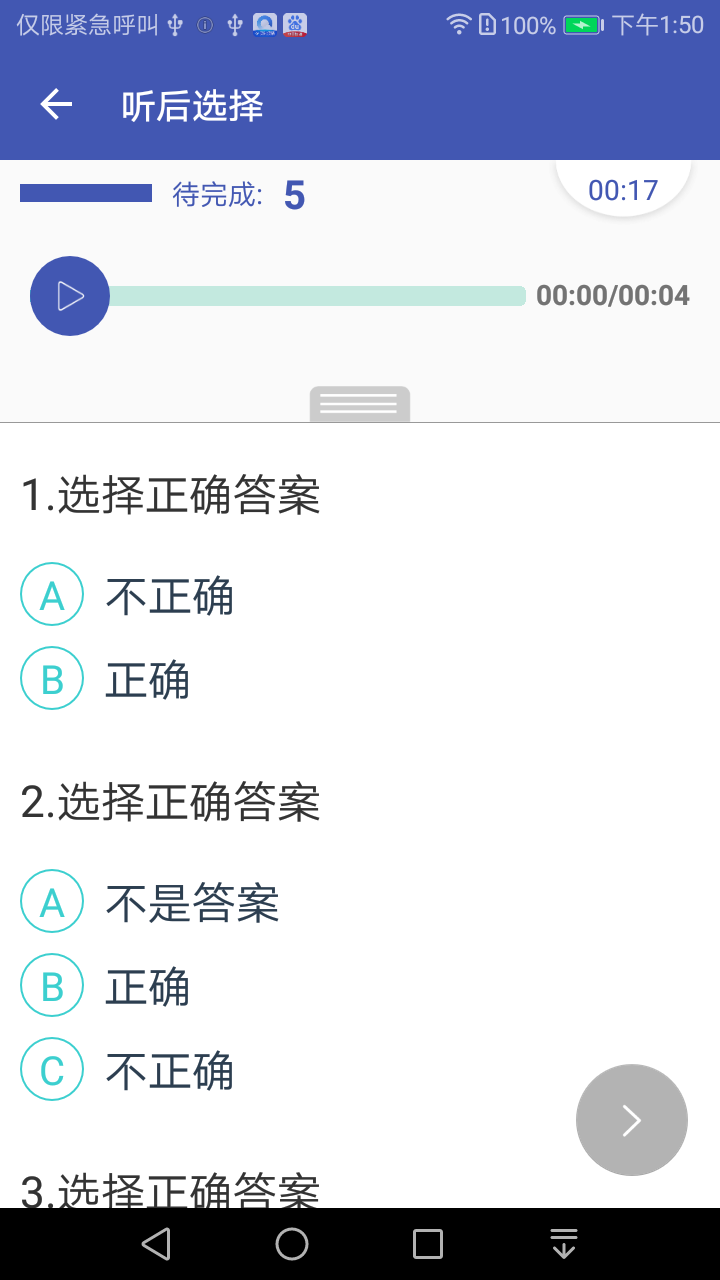 仅限紧急呼叫 100% 下午1:50
听后选择
待完成: 5 00:17
00:00/00:04
1.选择正确答案
A 不正确
B 正确
2.选择正确答案
A 不是答案
B 正确
C 不正确
3.选择正确答案